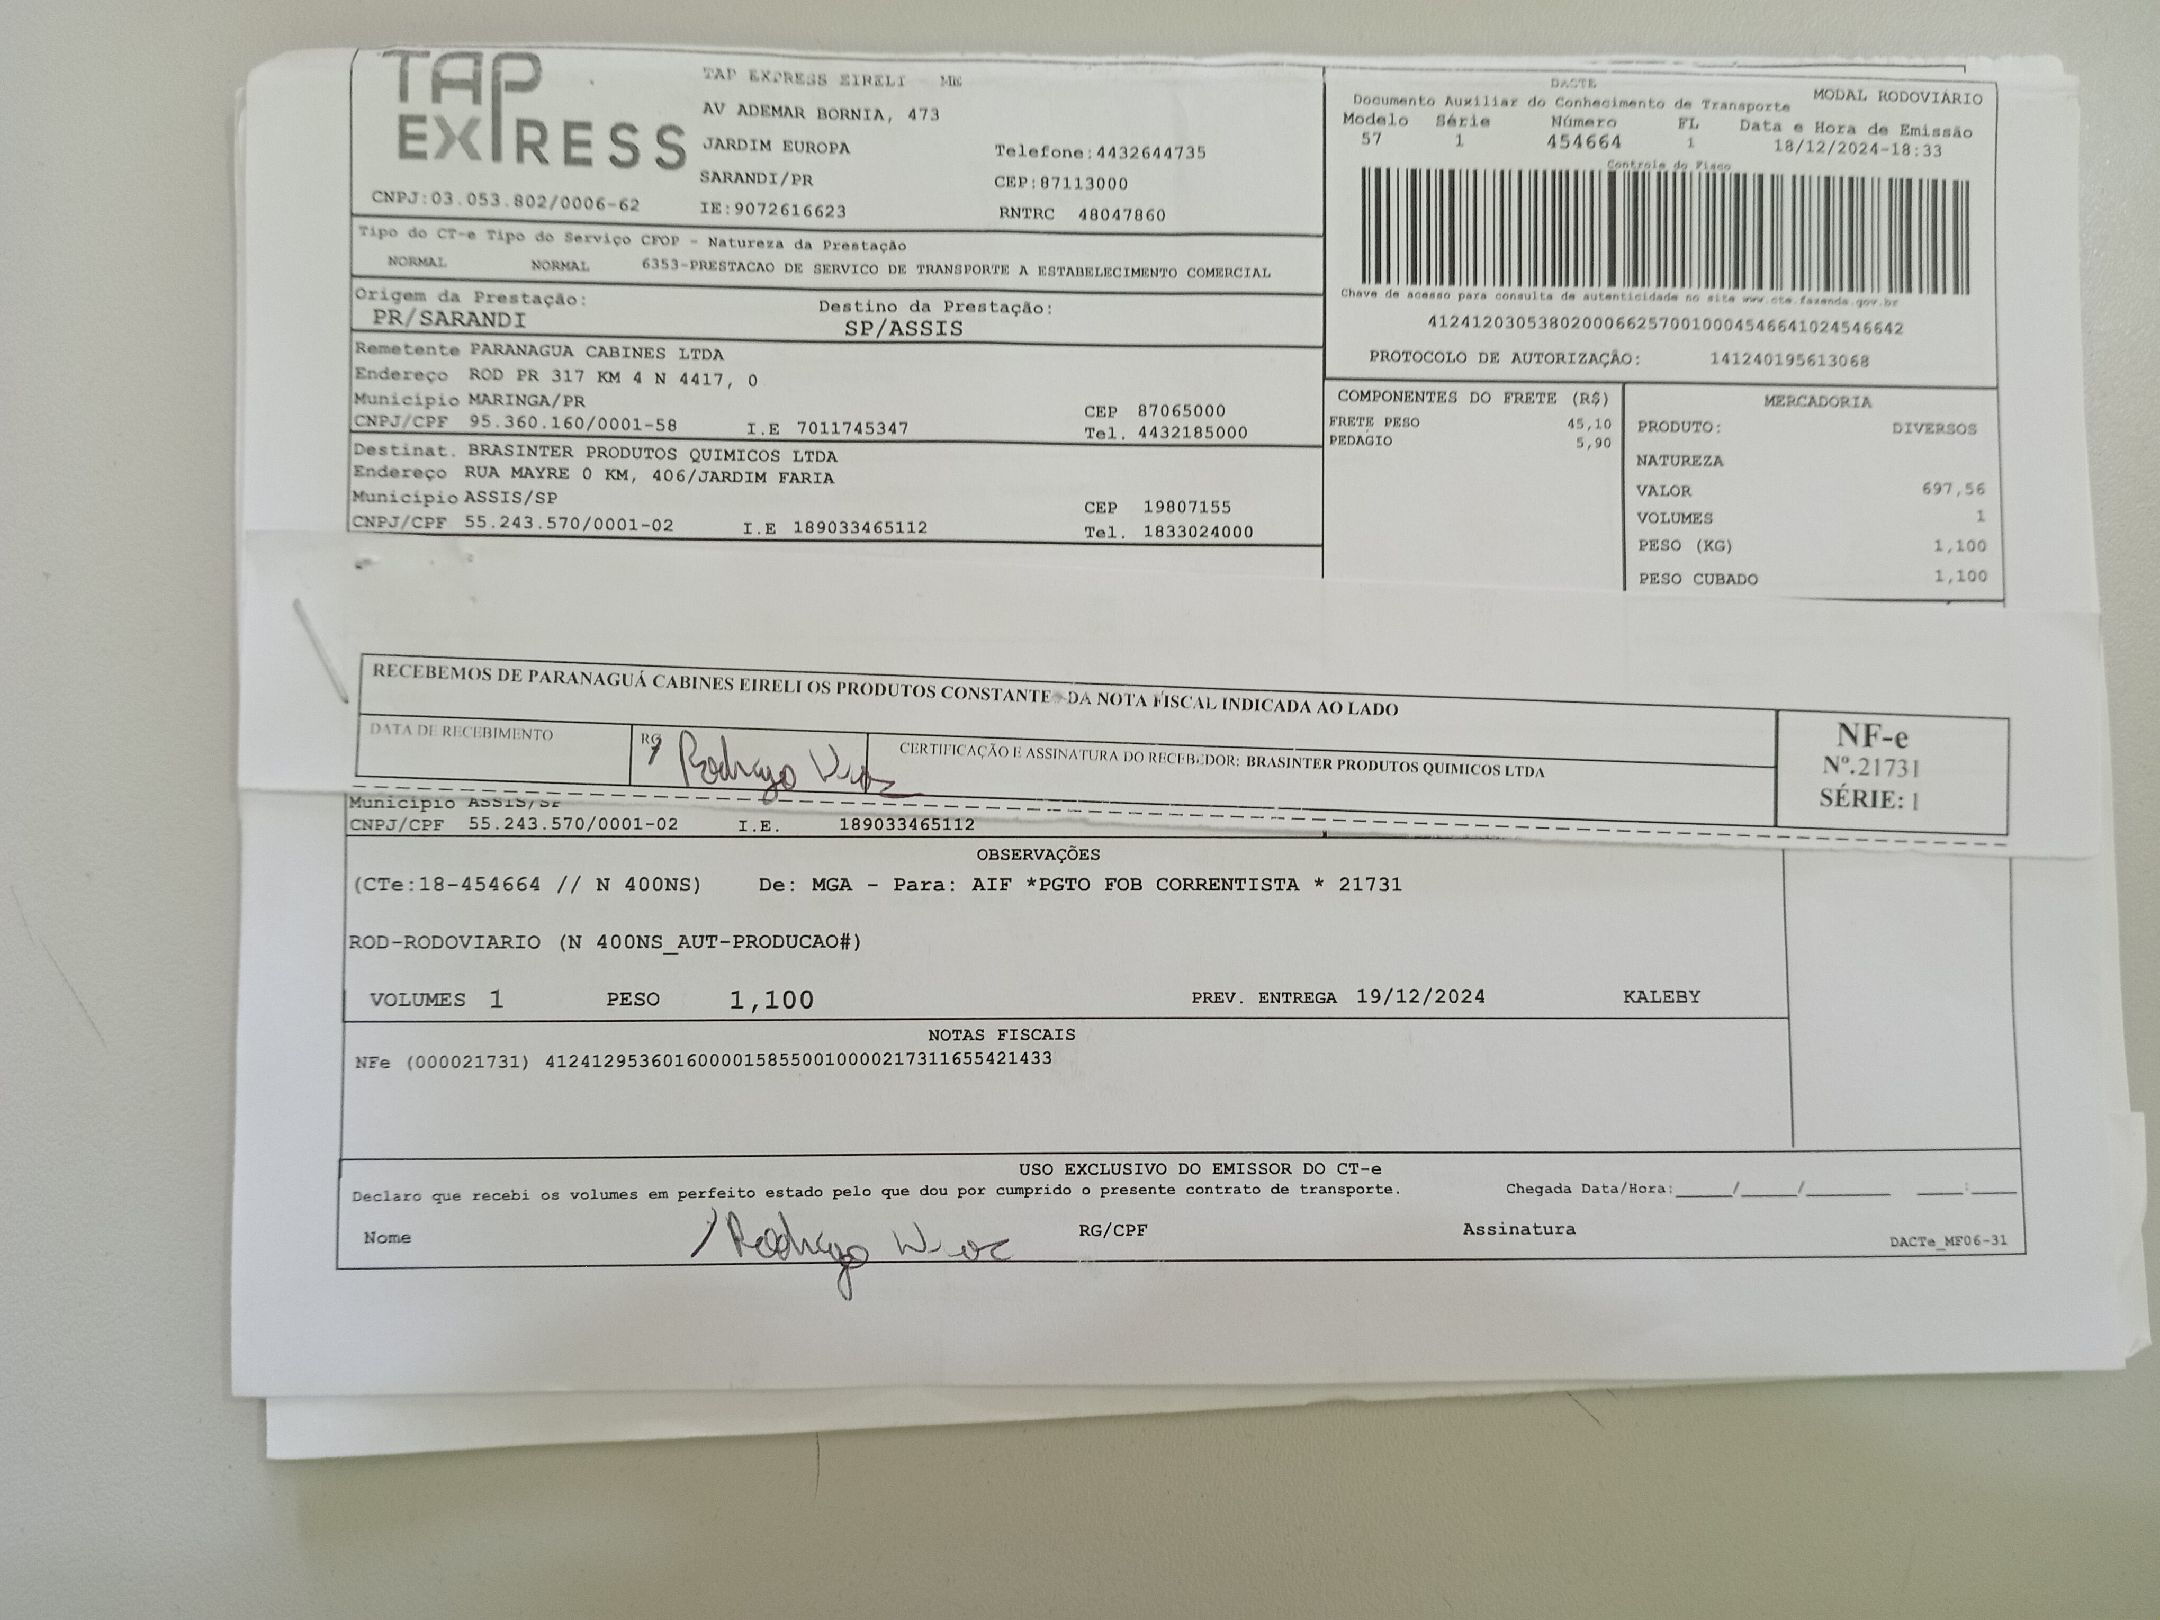 TAP
EXPRESS
CNPJ:03.053.802/0006-62
TAP EXPRESS EIRELI ME
AV ADEMAR BORNIA, 473
JARDIM EUROPA
SARANDI/PR
IE:9072616623
Telefone:4432644735
CEP:87113000
RNTRC 48047860
DACTE MODAL RODOVIÁRIO
Documento Auxiliar do Conhecimento de Transporte
Modelo Série Número FL Data e Hora de Emissão
57 1 454664 1 18/12/2024-18:33
Controle do Fisco
Chave de acesso para consulta de autenticidade no site www.cte.fazenda.gov.br
41241203053802000662570010004546641024546642
PROTOCOLO DE AUTORIZAÇÃO: 141240195613068
Tipo do CT-e Tipo do Serviço CFOP - Natureza da Prestação
NORMAL NORMAL 6353-PRESTACAO DE SERVICO DE TRANSPORTE A ESTABELECIMENTO COMERCIAL
Origem da Prestação: Destino da Prestação:
PR/SARANDI SP/ASSIS
Remetente PARANAGUA CABINES LTDA
Endereço ROD PR 317 KM 4 N 4417, 0
Município MARINGA/PR CEP 87065000
CNPJ/CPF 95.360.160/0001-58 I.E 7011745347 Tel. 4432185000
Destinat. BRASINTER PRODUTOS QUIMICOS LTDA
Endereço RUA MAYRE 0 KM, 406/JARDIM FARIA
Município ASSIS/SP CEP 19807155
CNPJ/CPF 55.243.570/0001-02 I.E 189033465112 Tel. 1833024000
COMPONENTES DO FRETE (R$)
FRETE PESO 45,10
PEDÁGIO 5,90
MERCADORIA
PRODUTO: DIVERSOS
NATUREZA
VALOR 697,56
VOLUMES 1
PESO (KG) 1,100
PESO CUBADO 1,100
RECEBEMOS DE PARANAGUÁ CABINES EIRELI OS PRODUTOS CONSTANTE DA NOTA FISCAL INDICADA AO LADO
DATA DE RECEBIMENTO
RG
Rodrigo
CERTIFICAÇÃO E ASSINATURA DO RECEBEDOR: BRASINTER PRODUTOS QUIMICOS LTDA
NF-e
Nº.21731
SÉRIE: 1
Município ASSIS/SP
CNPJ/CPF 55.243.570/0001-02 I.E. 189033465112
OBSERVAÇÕES
(CTe:18-454664 // N 400NS) De: MGA - Para: AIF *PGTO FOB CORRENTISTA * 21731
ROD-RODOVIARIO (N 400NS_AUT-PRODUCAO#)
VOLUMES 1 PESO 1,100 PREV. ENTREGA 19/12/2024 KALEBY
NOTAS FISCAIS
NFe (000021731) 41241295360160000158550010000217311655421433
USO EXCLUSIVO DO EMISSOR DO CT-e
Declaro que recebi os volumes em perfeito estado pelo que dou por cumprido o presente contrato de transporte. Chegada Data/Hora:____/____/______ ____:____
Nome Rodrigo RG/CPF Assinatura
DACTe_MF06-31